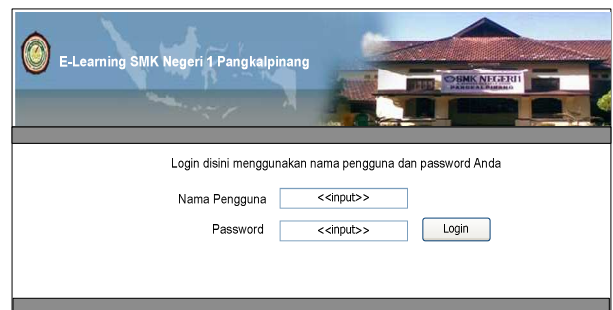 E-Learning SMK Negeri 1 Pangkalpinang
SMK NEGERI 1
PANGKALPINANG
Login disini menggunakan nama pengguna dan password Anda
Nama Pengguna <<input>>
Password <<input>> Login